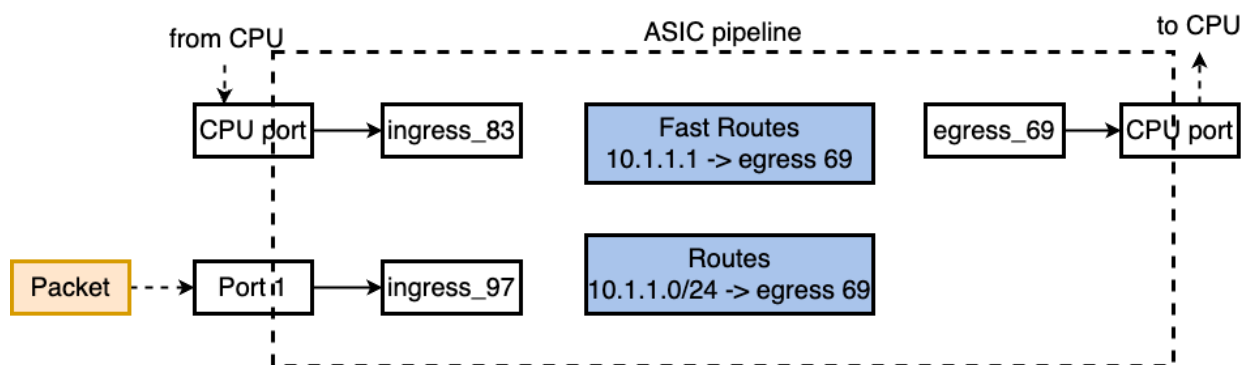 ASIC pipeline
from CPU
to CPU
CPU port
ingress_83
Fast Routes
10.1.1.1 -> egress 69
egress_69
CPU port
Packet
Port 1
ingress_97
Routes
10.1.1.0/24 -> egress 69